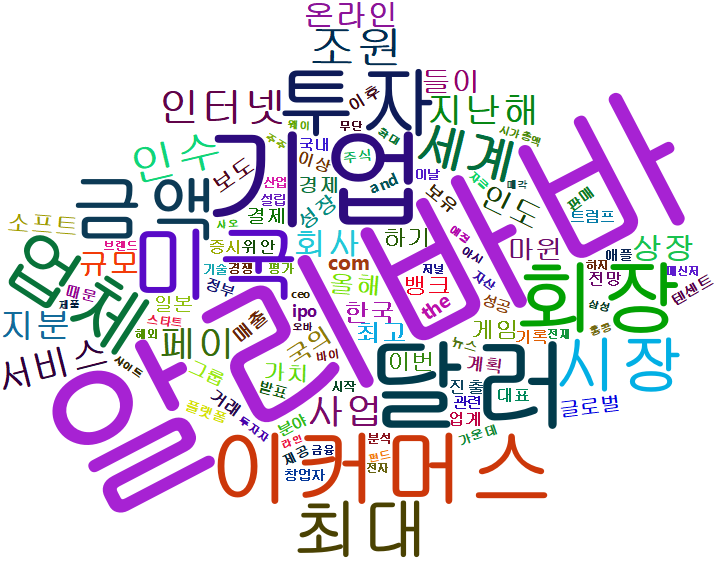 온라인
조원
들이
인터넷
투자
이후
지난해
웨이
무단
시가총액
인수
보도
기업
국내
이상
주식
세계
금액
산업
경제
and
이날
매각
설립
성장
보유
인도
판매
트럼프
소프트
시오
결제
업체
브랜드
미국
증시
위안
회사
하기
마원
애플
상장
규모
기술
경쟁
평가
com
저널
아시
하지
전망
메신저
때문
제품
정부
올해
뱅크
자산
텐센트
일본
ceo
ipo
한국
the
성공
회장
삼성
지분
스타트
매출
오바
최고
게임
기록
전재
홍콩
해외
페이
국의
바이
뉴스
서비스
사이트
그룹
가치
이번
계획
시장
알리바바
발표
시작
달러
진출
대표
플랫폼
거래
투자자
분야
사업
관련
업계
글로벌
라인
가운데
제공
금융
분석
펀드
이커머스
창업자
전자
최대